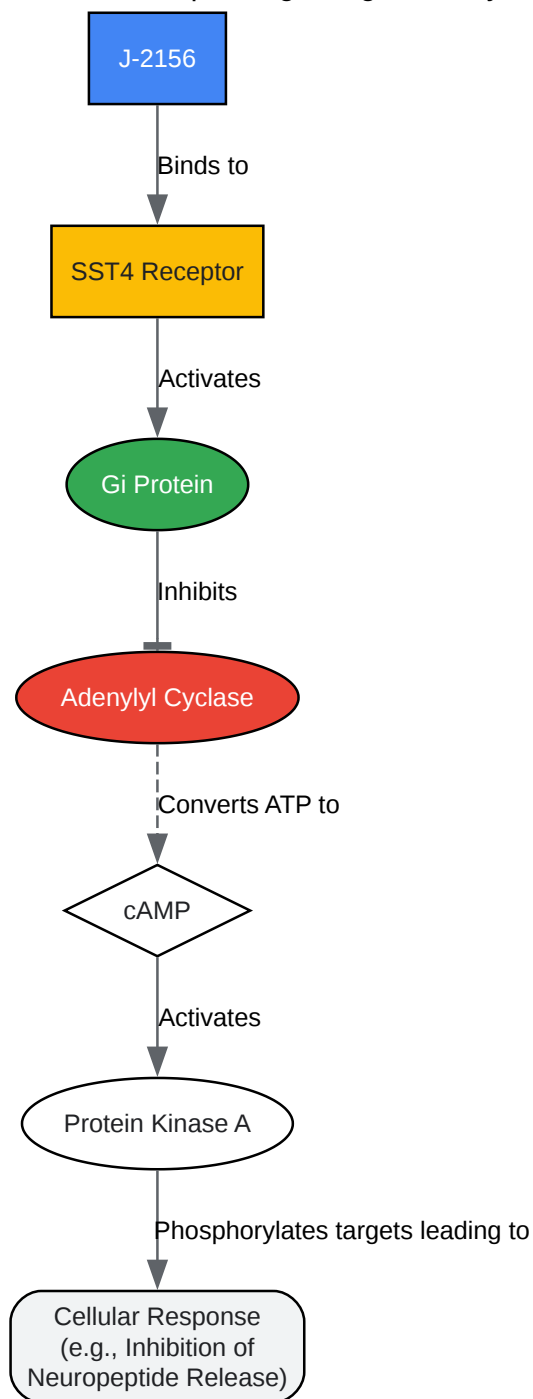 J-2156
Binds to
SST4 Receptor
Activates
Gi Protein
Inhibits
Adenylyl Cyclase
Converts ATP to
cAMP
Activates
Protein Kinase A
Phosphorylates targets leading to
Cellular Response
(e.g., Inhibition of
Neuropeptide Release)